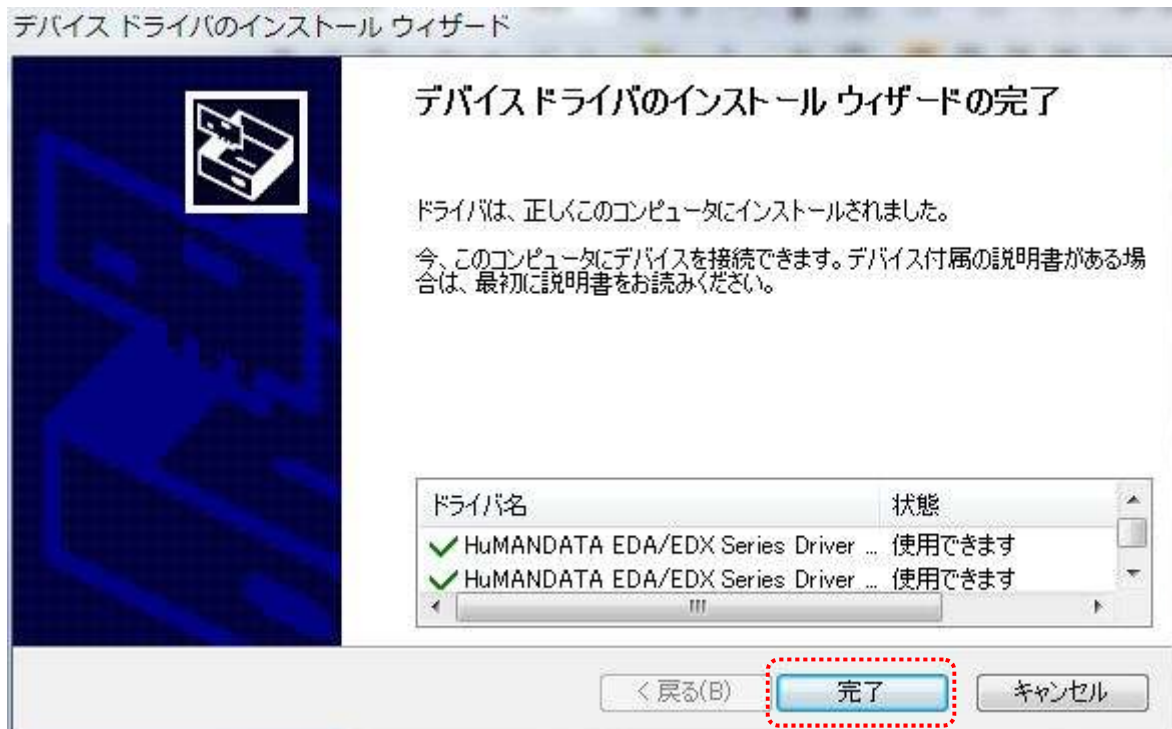 デバイス ドライバのインストール ウィザード
デバイス ドライバのインストール ウィザードの完了
ドライバは、正しくこのコンピュータにインストールされました。
今、このコンピュータにデバイスを接続できます。デバイス付属の説明書がある場
合は、最初に説明書をお読みください。
ドライバ名 状態
HuMANDATA EDA/EDX Series Driver ... 使用できます
HuMANDATA EDA/EDX Series Driver ... 使用できます
< 戻る(B) 完了 キャンセル